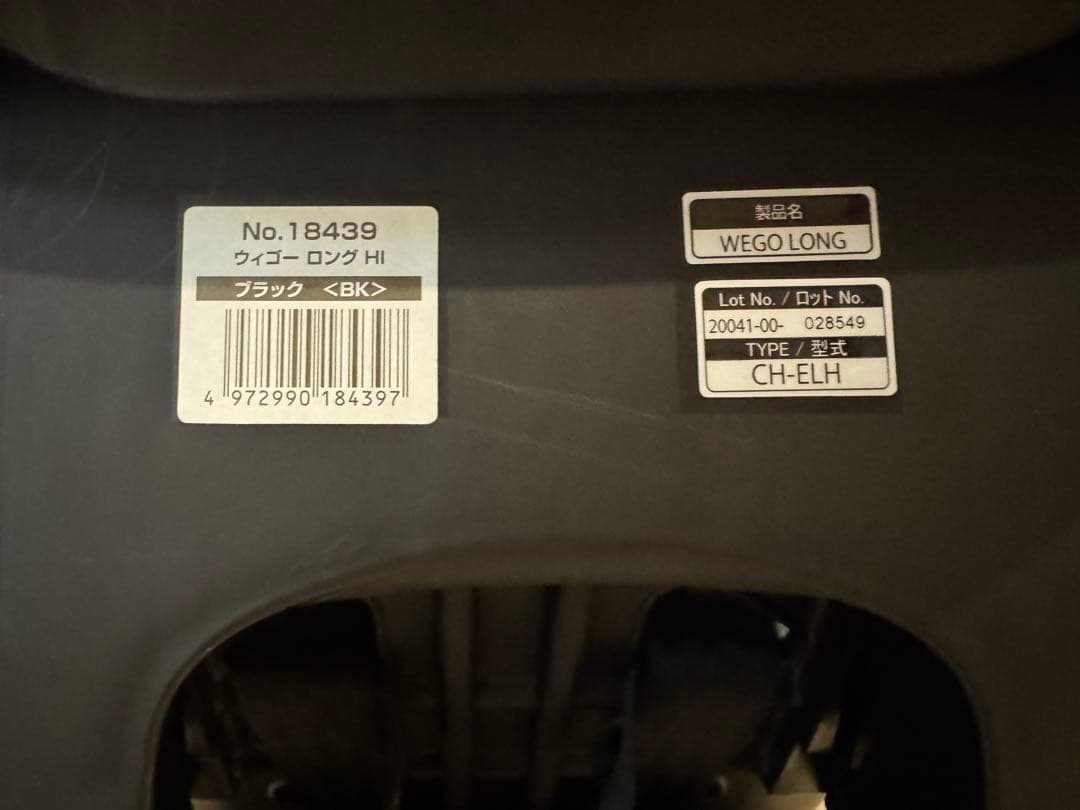 No.18439
ウィゴー ロング HI
ブラック <BK>
4 972990 184397
製品名
WEGO LONG
Lot No. / ロット No.
20041-00- 028549
TYPE / 型式
CH-ELH